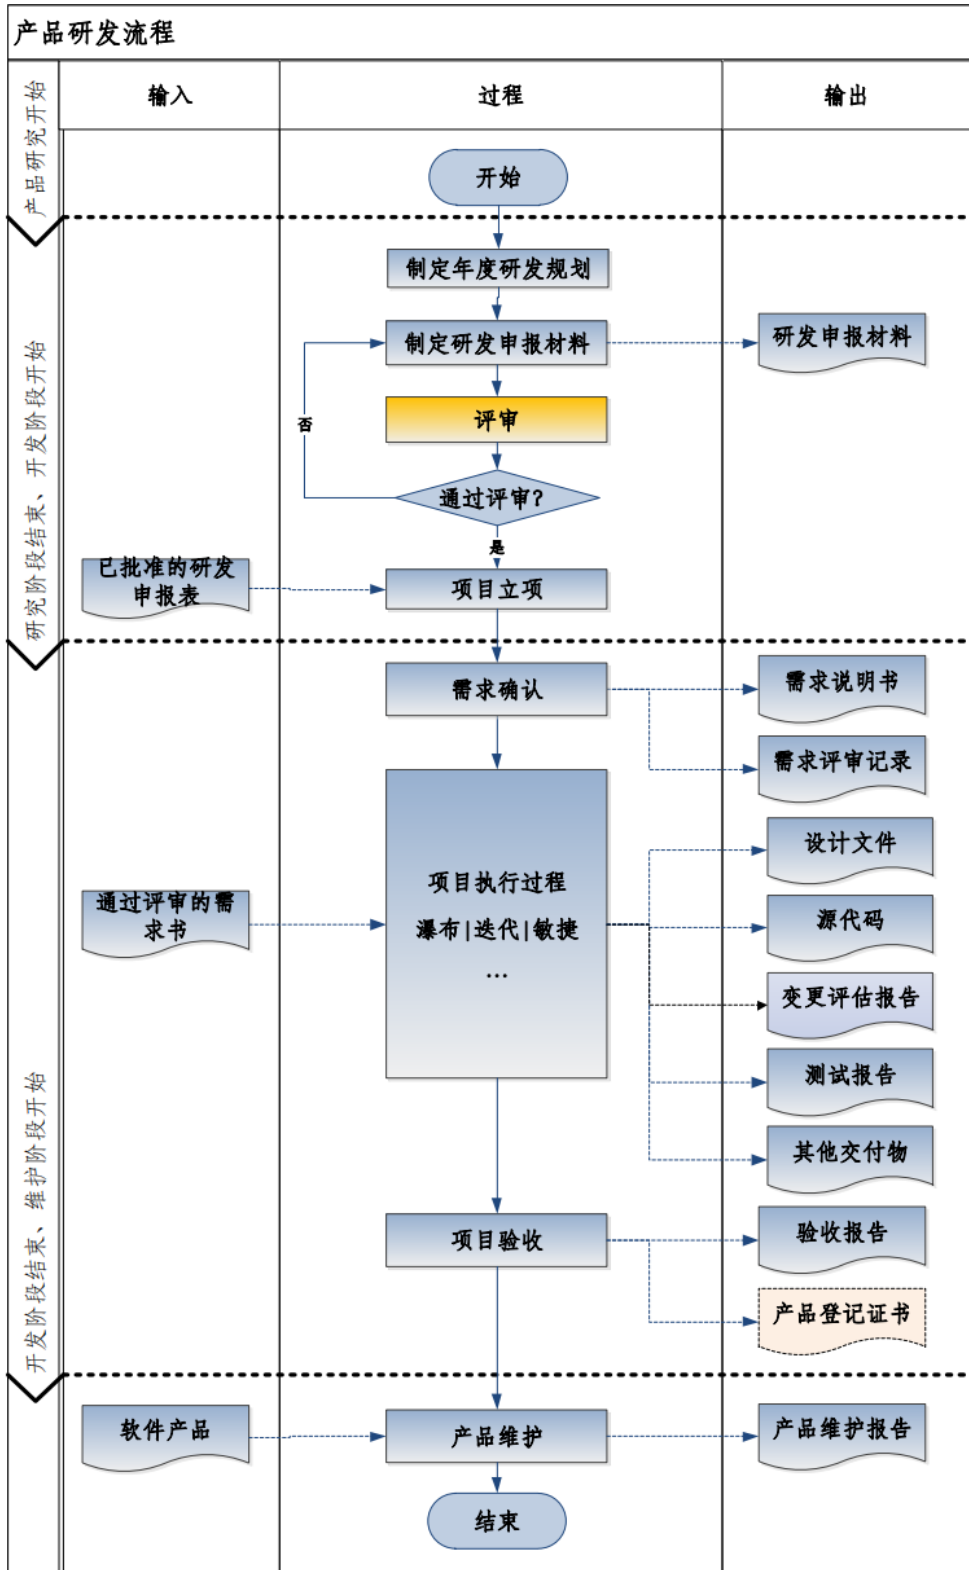 产品研发流程
输入
过程
输出
产品研究开始
开始
制定年度研发规划
制定研发申报材料
研发申报材料
评审
否
通过评审?
是
研究阶段结束、开发阶段开始
已批准的研发
申报表
项目立项
需求确认
需求说明书
需求评审记录
项目执行过程
瀑布|迭代|敏捷
...
通过评审的需
求书
设计文件
源代码
变更评估报告
测试报告
其他交付物
开发阶段结束、维护阶段开始
项目验收
验收报告
产品登记证书
软件产品
产品维护
产品维护报告
结束